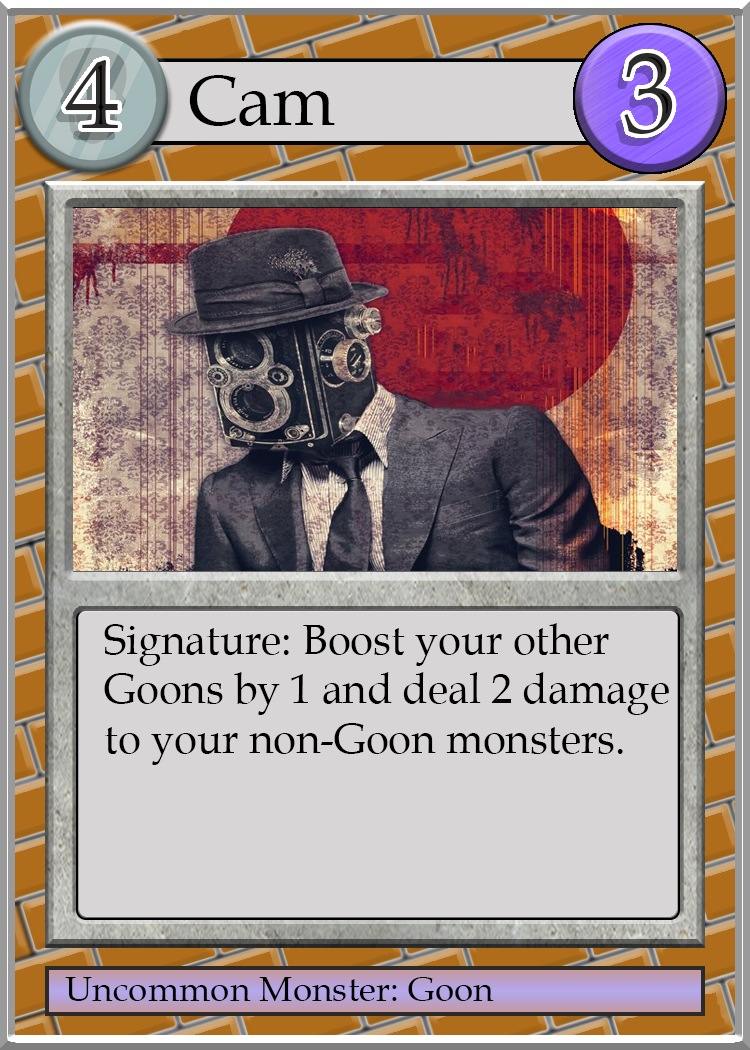 4 Cam 3
Signature: Boost your other
Goons by 1 and deal 2 damage
to your non-Goon monsters.
Uncommon Monster: Goon